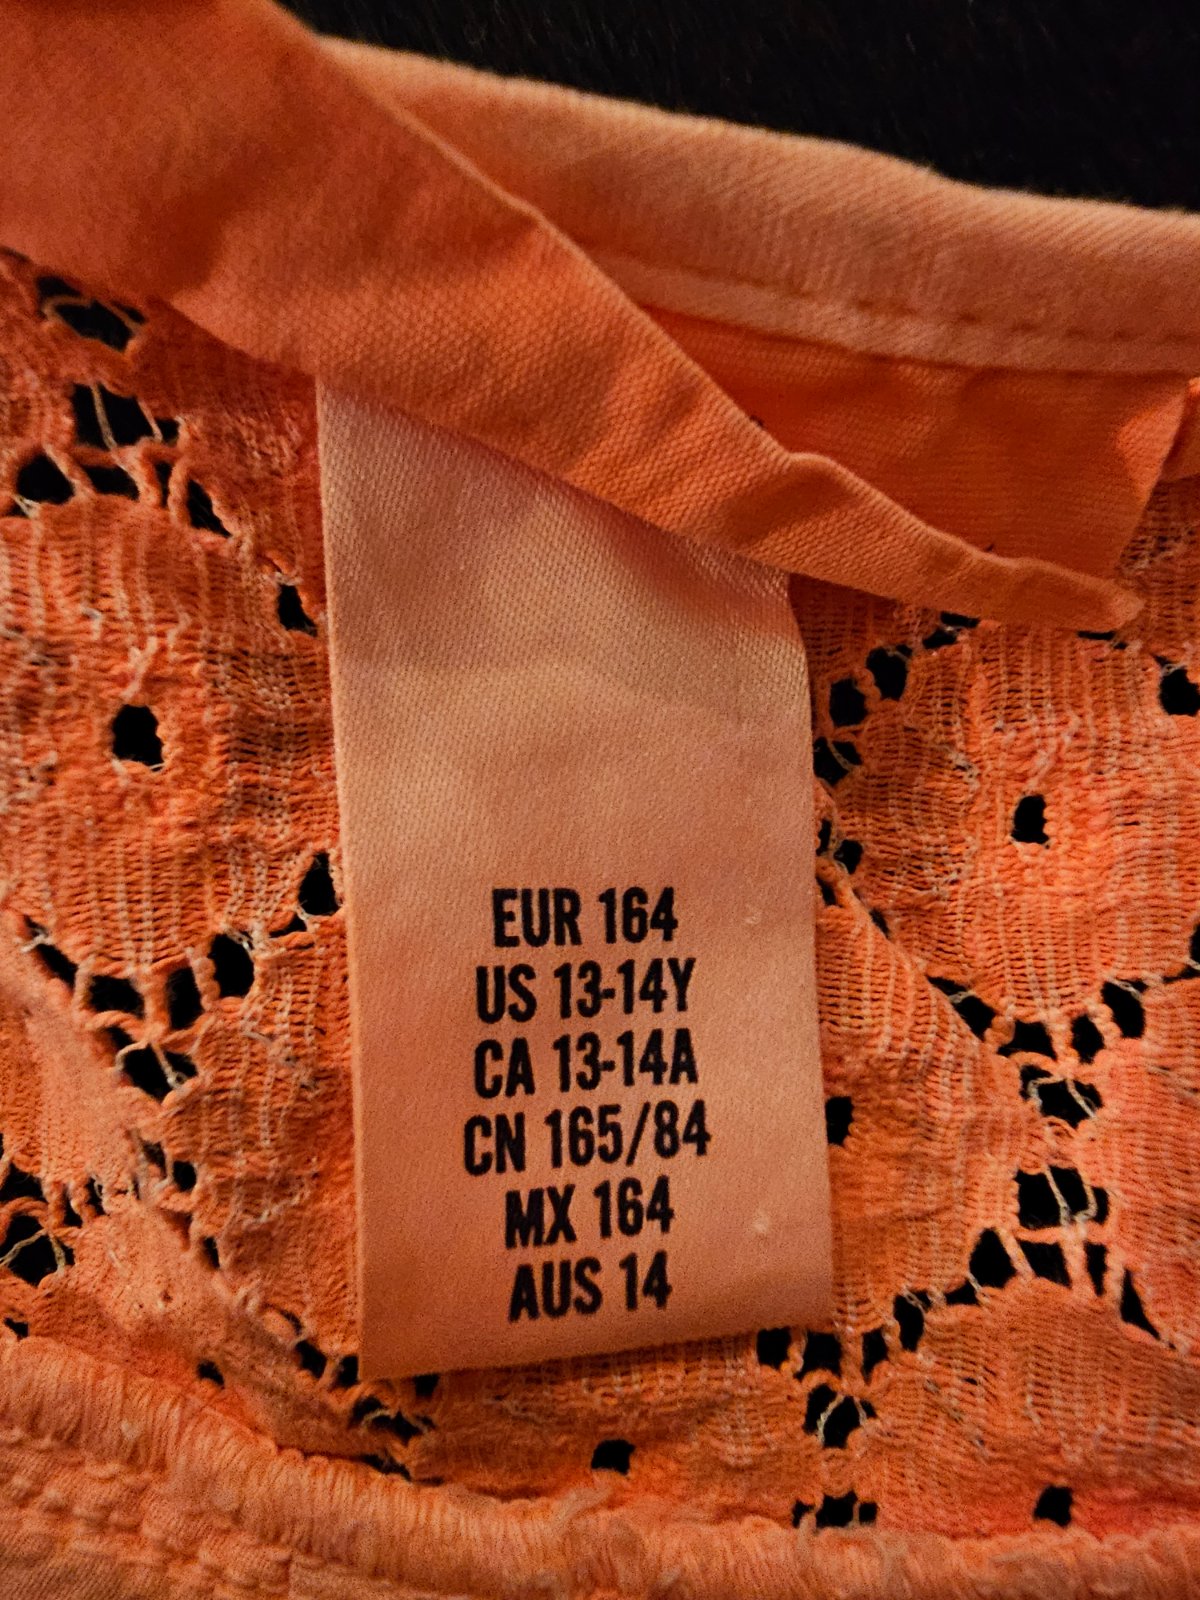 EUR 164
US 13-14Y
CA 13-14A
CN 165/84
MX 164
AUS 14